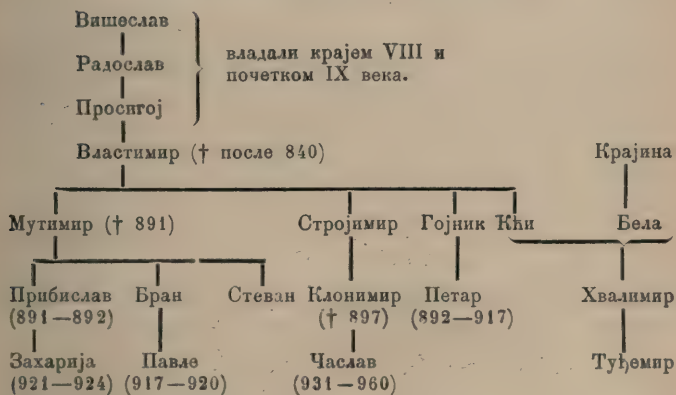 Вишеслав
Радослав
Просигој
владали крајем VIII и
почетком IX века.
Властимир († после 840)
Крајина
Мутимир († 891) Стројимир Гојник Кћи Бела
Прибислав Бран Стеван Клонимир Петар Хвалимир
(891—892) († 897) (892—917)
Захарија Павле Часлав Туђемир
(921—924) (917—920) (931—960)